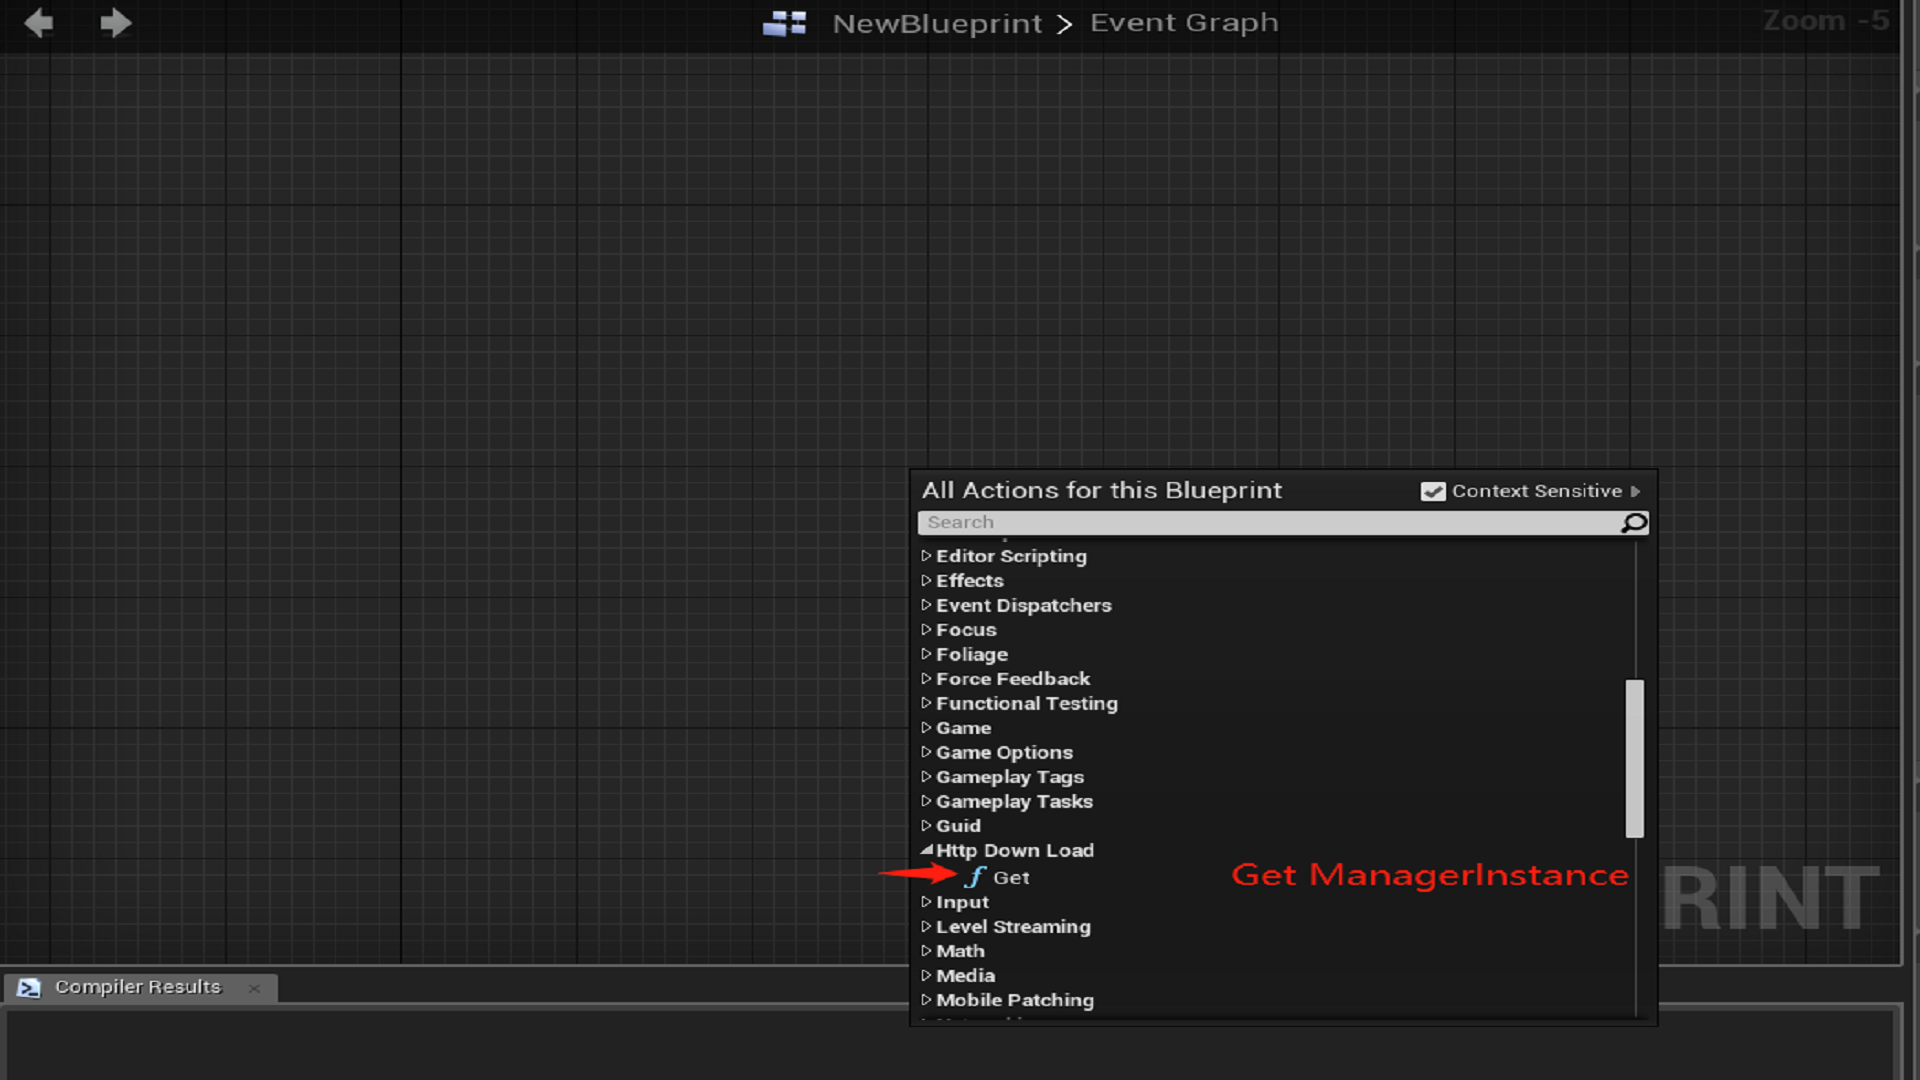 NewBlueprint > Event Graph
Zoom -5
All Actions for this Blueprint
Context Sensitive
Search
Editor Scripting
Effects
Event Dispatchers
Focus
Foliage
Force Feedback
Functional Testing
Game
Game Options
Gameplay Tags
Gameplay Tasks
Guid
Http Down Load
f Get
Get ManagerInstance
Input
Level Streaming
Math
Media
Mobile Patching
RINT
Compiler Results